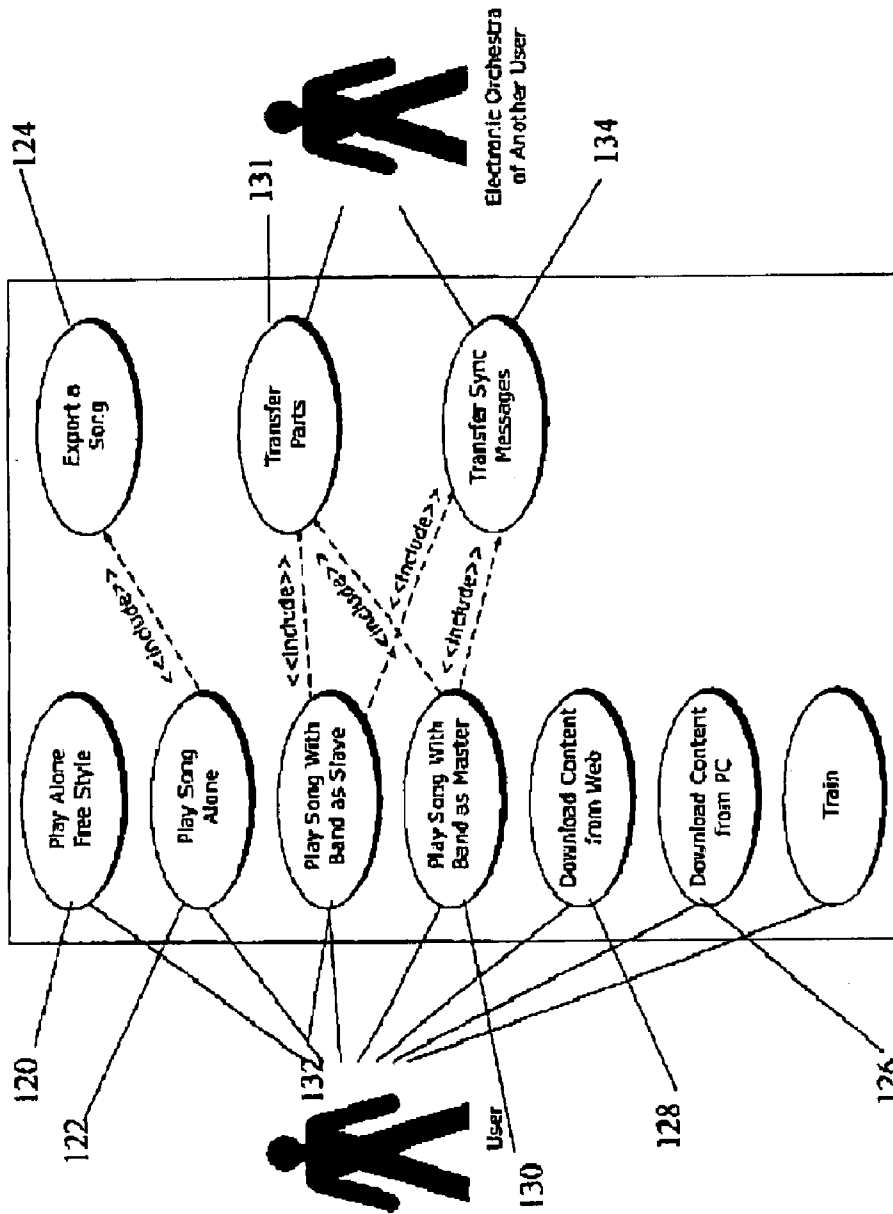 120
Play Alone
Free Style
122
Play Song
Alone
<<include>>
Export a
Song
124
132
Play Song With
Band as Slave
<<include>>
<<include>>
Transfer
Parts
131
User
Electronic Orchestra
of Another User
130
Play Song With
Band as Master
<<include>>
<<include>>
Transfer Sync
Messages
134
128
Download Content
from Web
126
Download Content
from PC
Train